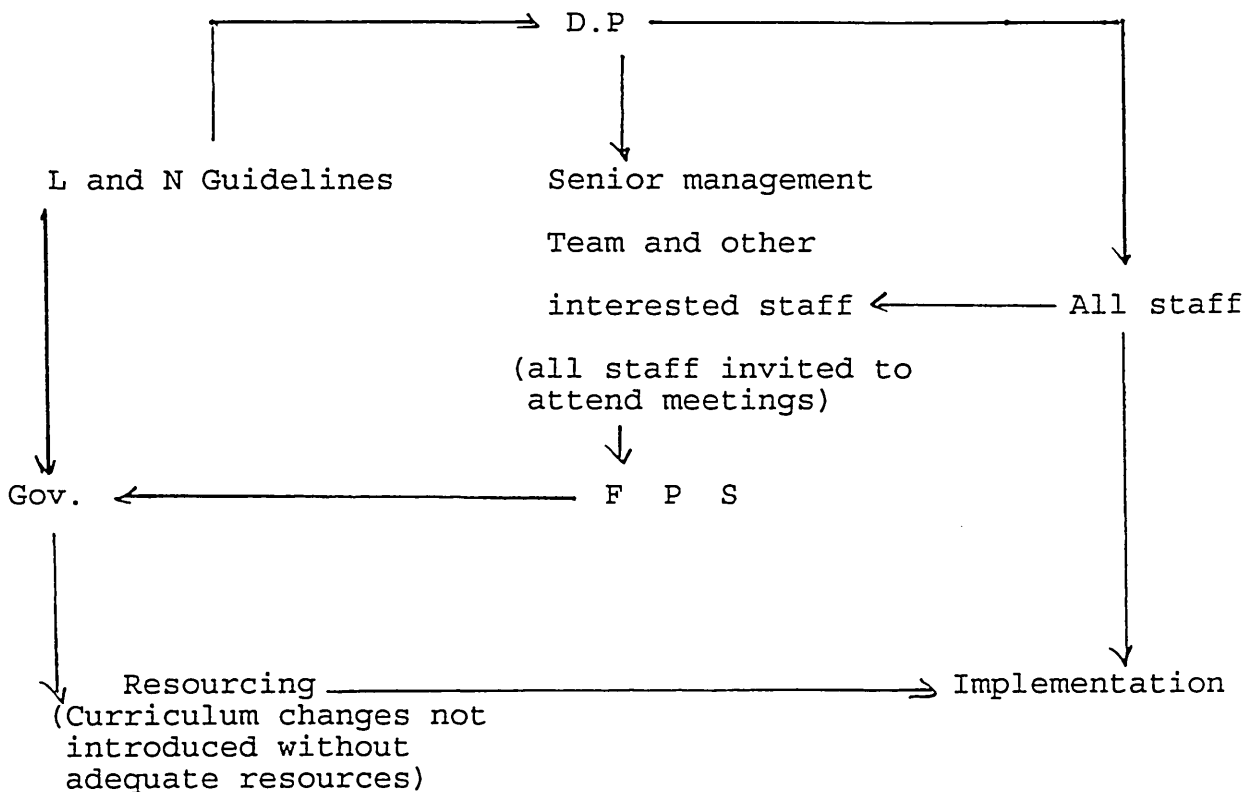 D.P
L and N Guidelines
Senior management
Team and other
interested staff
All staff
(all staff invited to
attend meetings)
Gov.
F P S
Resourcing
Implementation
(Curriculum changes not
introduced without
adequate resources)